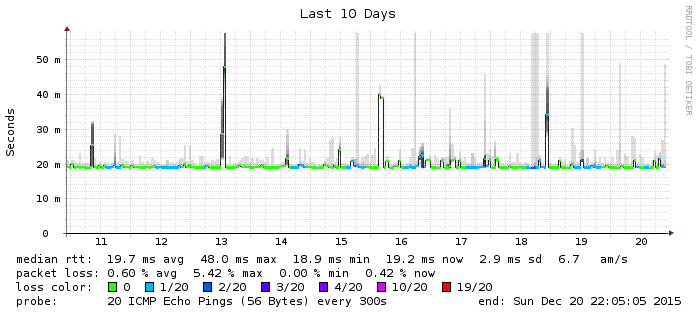 Last 10 Days
RRDTOOL / TOBI OETIKER
Seconds
50 m
40 m
30 m
20 m
10 m
0
11 12 13 14 15 16 17 18 19 20
median rtt: 19.7 ms avg 48.0 ms max 18.9 ms min 19.2 ms now 2.9 ms sd 6.7 am/s
packet loss: 0.60 % avg 5.42 % max 0.00 % min 0.42 % now
loss color: 0 1/20 2/20 3/20 4/20 10/20 19/20
probe: 20 ICMP Echo Pings (56 Bytes) every 300s end: Sun Dec 20 22:05:05 2015